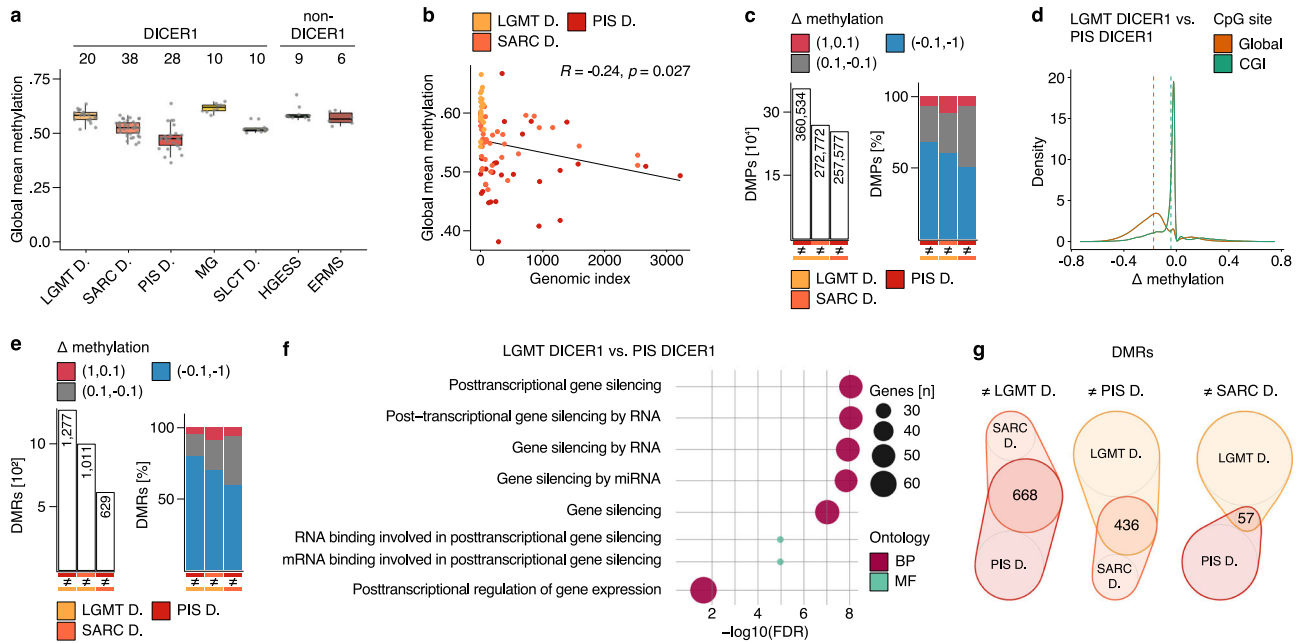 a
DICER1
non-
DICER1
20 38 28 10 10 9 6
Global mean methylation
.75
.50
.25
0.0
LGMT D.
SARC D.
PIS D.
MG
SLCT D.
HGESS
ERMS
b
LGMT D. PIS D.
SARC D.
R = -0.24, p = 0.027
Global mean methylation
.60
.50
.40
0 1000 2000 3000
Genomic index
c
Δ methylation
(1,0.1) (-0.1,-1)
(0.1,-0.1)
DMPs [10⁴]
30
15
360,534
272,772
257,577
≠ ≠ ≠
DMPs [%]
100
50
≠ ≠ ≠
LGMT D. PIS D.
SARC D.
d
LGMT DICER1 vs.
PIS DICER1
CpG site
Global
CGI
Density
20
15
10
5
0
-0.8 -0.4 0.0 0.4 0.8
Δ methylation
e
Δ methylation
(1,0.1) (-0.1,-1)
(0.1,-0.1)
DMRs [10²]
10
5
1,277
1,011
629
≠ ≠ ≠
DMRs [%]
100
50
≠ ≠ ≠
LGMT D. PIS D.
SARC D.
f
LGMT DICER1 vs. PIS DICER1
Posttranscriptional gene silencing
Post−transcriptional gene silencing by RNA
Gene silencing by RNA
Gene silencing by miRNA
Gene silencing
RNA binding involved in posttranscriptional gene silencing
mRNA binding involved in posttranscriptional gene silencing
Posttranscriptional regulation of gene expression
2 4 6 8
−log10(FDR)
Genes [n]
30
40
50
60
Ontology
BP
MF
g
DMRs
≠ LGMT D. ≠ PIS D. ≠ SARC D.
SARC
D.
668
PIS D.
LGMT D.
436
SARC
D.
LGMT D.
57
PIS D.